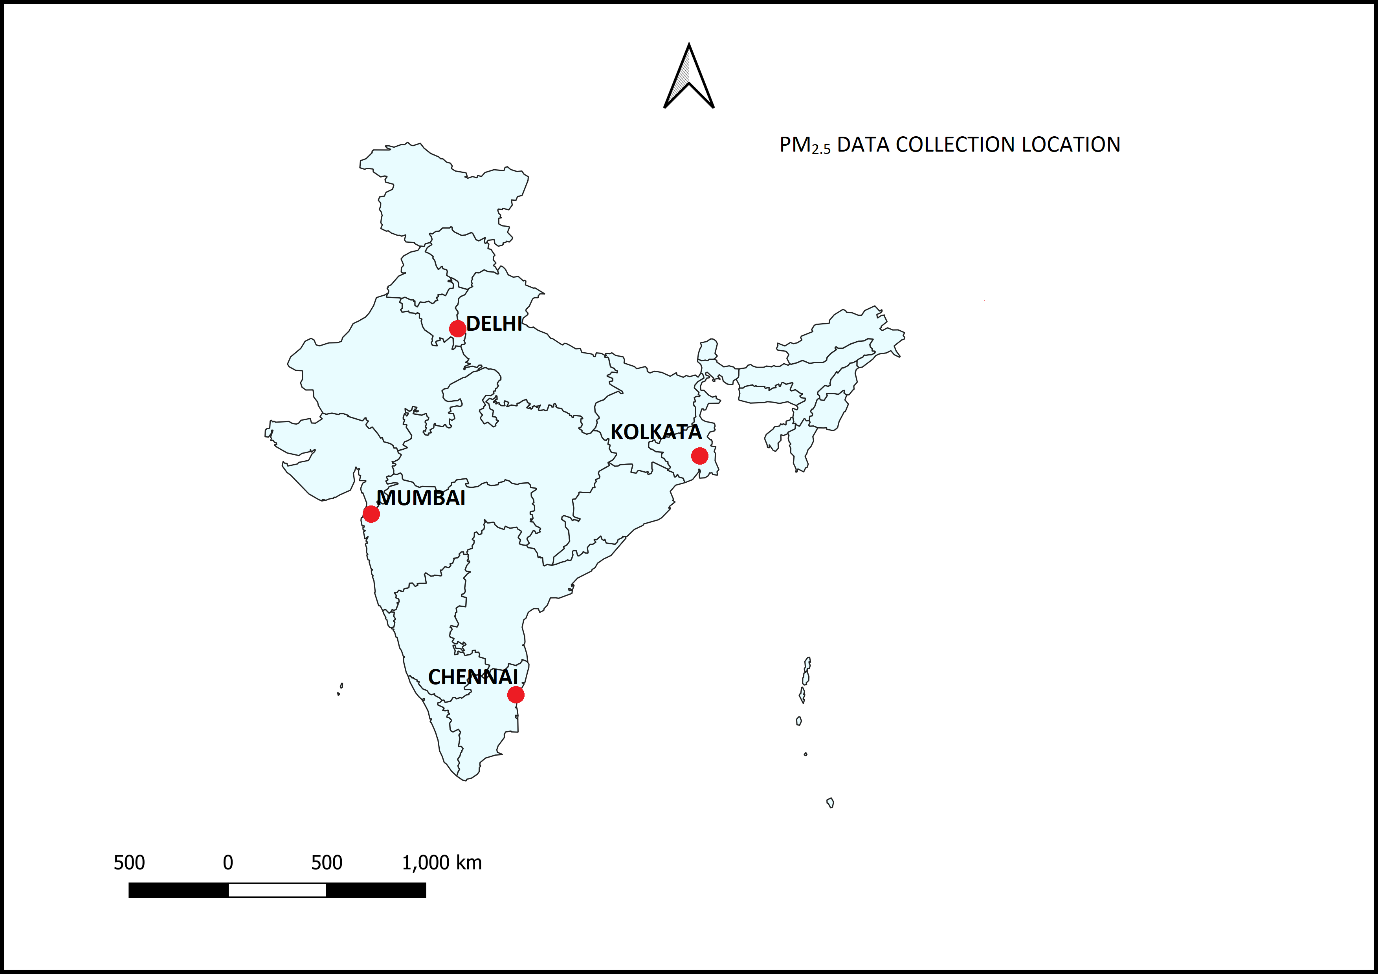 PM2.5 DATA COLLECTION LOCATION
DELHI
KOLKATA
MUMBAI
CHENNAI
500 0 500 1,000 km